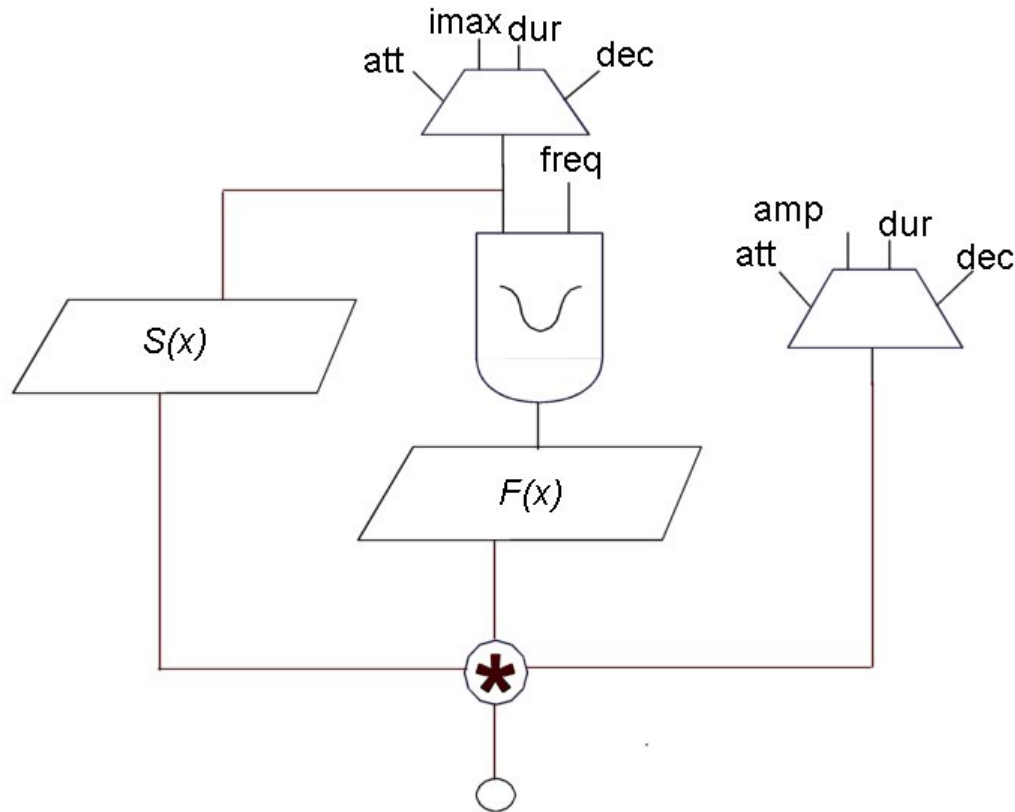 imax dur
att
dec
freq
amp
dur
att
dec
S(x)
F(x)
*